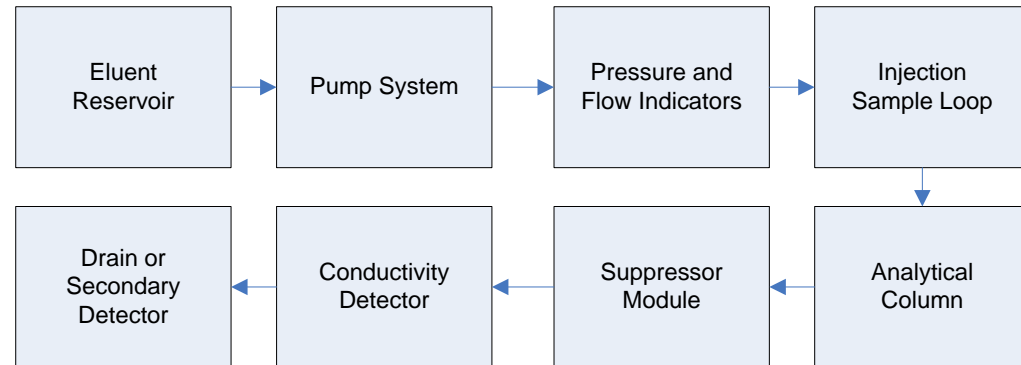 Eluent
Reservoir
Pump System
Pressure and
Flow Indicators
Injection
Sample Loop
Analytical
Column
Suppressor
Module
Conductivity
Detector
Drain or
Secondary
Detector